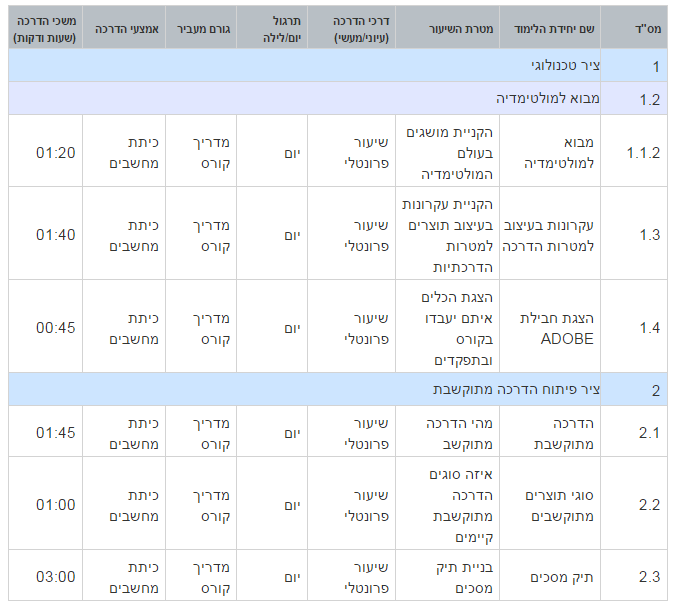 מס"ד שם יחידת הלימוד מטרת השיעור דרכי הדרכה (עיוני/מעשי) תרגול יום/לילה גורם מעביר אמצעי הדרכה משכי הדרכה (שעות ודקות)
1 ציר טכנולוגי
1.2 מבוא למולטימדיה
1.1.2 מבוא למולטימדיה הקניית מושגים בעולם המולטימדיה שיעור פרונטלי יום מדריך קורס כיתת מחשבים 01:20
1.3 עקרונות בעיצוב למטרות הדרכה הקניית עקרונות בעיצוב תוצרים למטרות הדרכתיות שיעור פרונטלי יום מדריך קורס כיתת מחשבים 01:40
1.4 הצגת חבילת ADOBE הצגת הכלים איתם יעבדו בקורס ובתפקדים שיעור פרונטלי יום מדריך קורס כיתת מחשבים 00:45
2 ציר פיתוח הדרכה מתוקשבת
2.1 הדרכה מתוקשבת מהי הדרכה מתוקשב שיעור פרונטלי יום מדריך קורס כיתת מחשבים 01:45
2.2 סוגי תוצרים מתוקשבים איזה סוגים הדרכה מתוקשבת קיימים שיעור פרונטלי יום מדריך קורס כיתת מחשבים 01:00
2.3 תיק מסכים בניית תיק מסכים שיעור פרונטלי יום מדריך קורס כיתת מחשבים 03:00